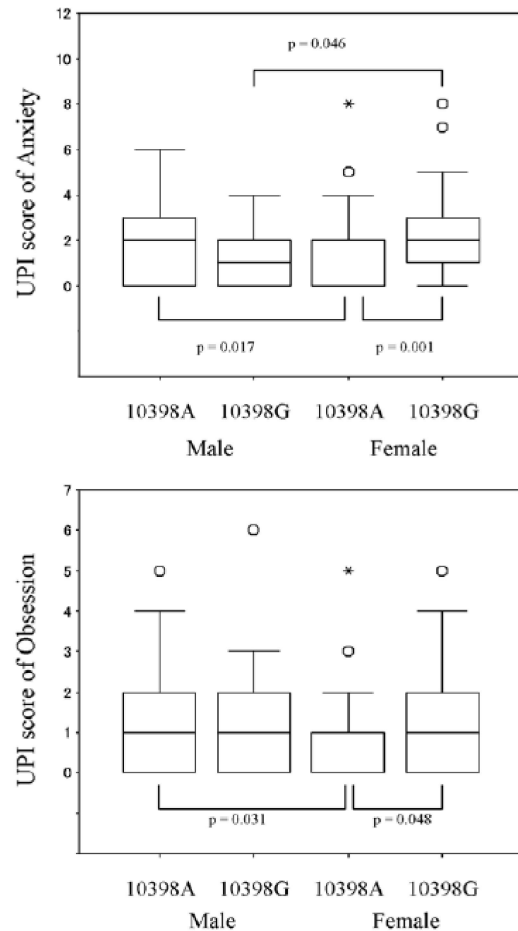 12
p = 0.046
10
8
6
4
2
0
UPI score of Anxiety
p = 0.017
p = 0.001
10398A 10398G 10398A 10398G
Male Female
7
6
5
4
3
2
1
0
UPI score of Obsession
p = 0.031
p = 0.048
10398A 10398G 10398A 10398G
Male Female